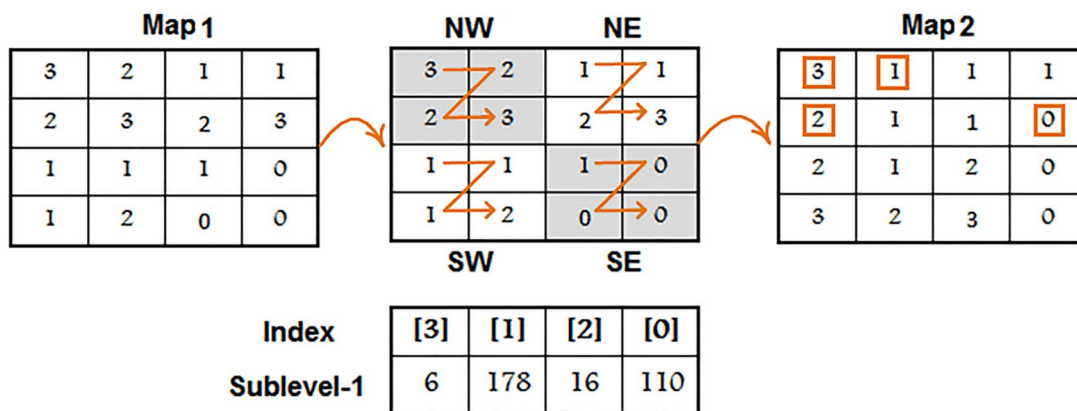 Map 1
3 2 1 1
2 3 2 3
1 1 1 0
1 2 0 0
NW NE
3 2 1 1
2 3 2 3
1 1 1 0
1 2 0 0
SW SE
Map 2
3 1 1 1
2 1 1 0
2 1 2 0
3 2 3 0
Index [3] [1] [2] [0]
Sublevel-1 6 178 16 110